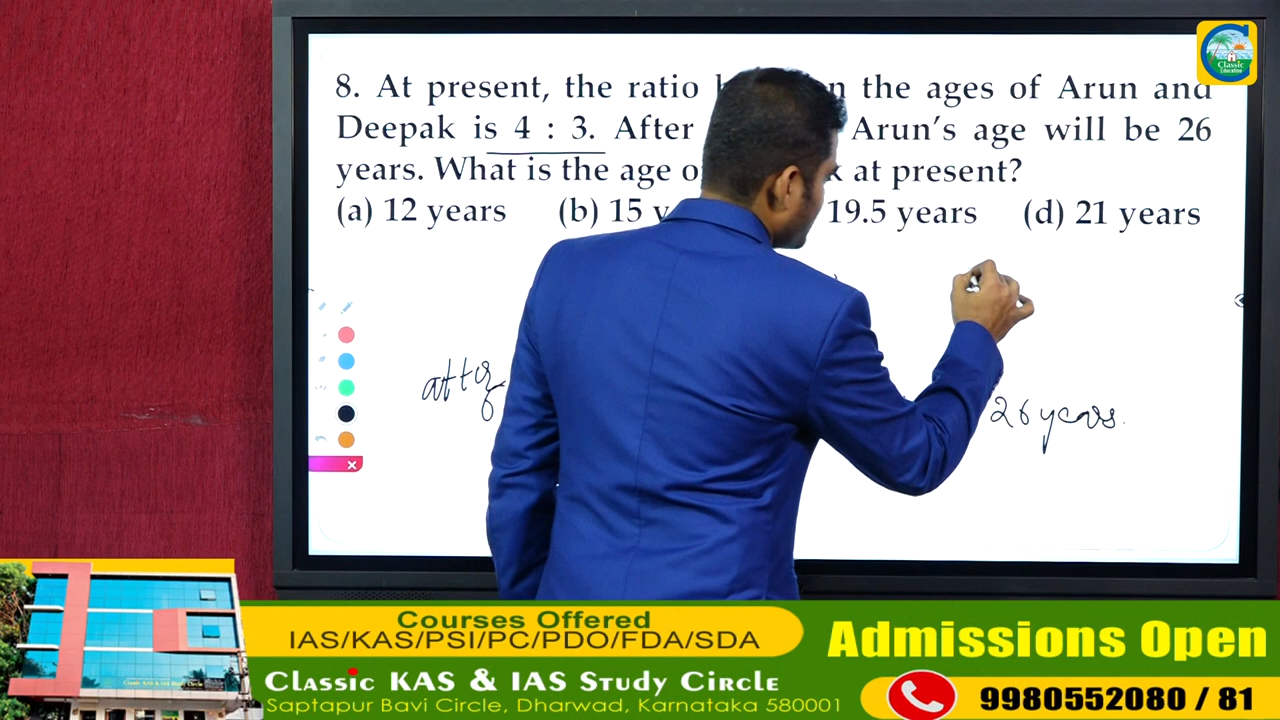 8. At present, the ratio n the ages of Arun and
Deepak is 4 : 3. After Arun's age will be 26
years. What is the age o k at present?
(a) 12 years (b) 15 y 19.5 years (d) 21 years
26 years.
Classic
Education
Courses Offered
IAS/KAS/PSI/PC/PDO/FDA/SDA
Classic KAS & IAS Study Circle
Saptapur Bavi Circle, Dharwad, Karnataka 580001
Admissions Open
9980552080 / 81